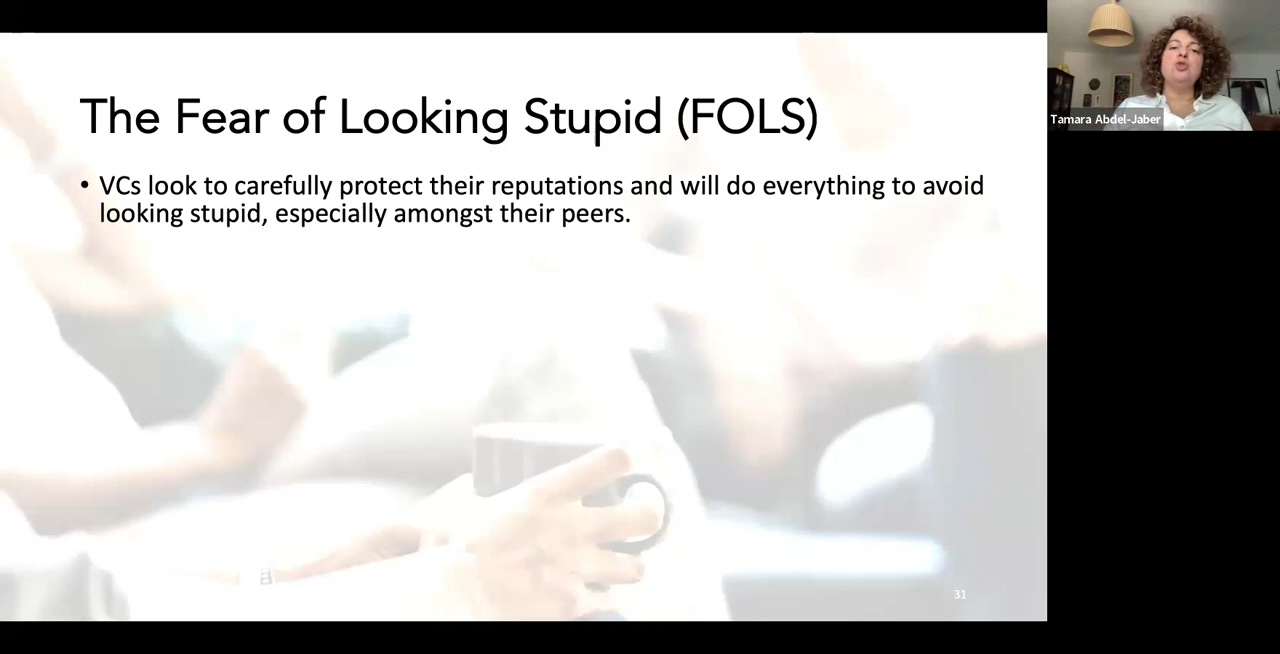 The Fear of Looking Stupid (FOLS)
• VCs look to carefully protect their reputations and will do everything to avoid
looking stupid, especially amongst their peers.
31
Tamara Abdel-Jaber